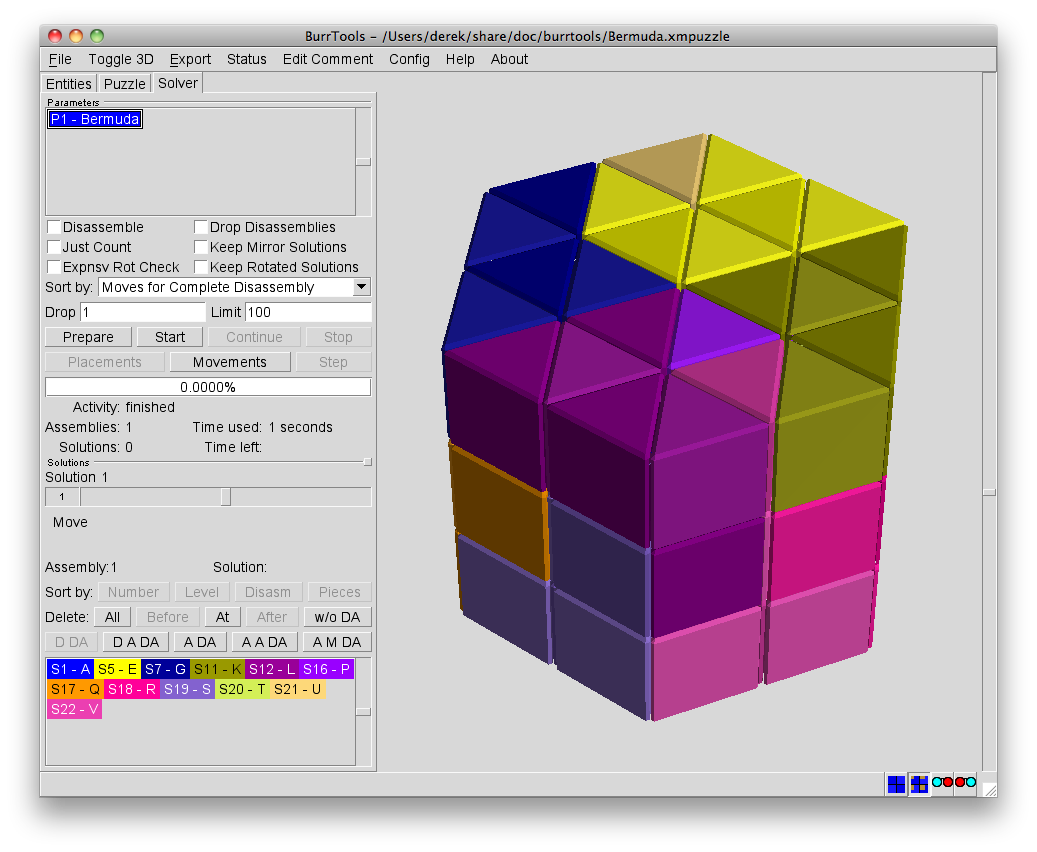 BurrTools - /Users/derek/share/doc/burrtools/Bermuda.xmpuzzle
File Toggle 3D Export Status Edit Comment Config Help About
Entities Puzzle Solver
Parameters
P1 - Bermuda
Disassemble Drop Disassemblies
Just Count Keep Mirror Solutions
Expnsv Rot Check Keep Rotated Solutions
Sort by: Moves for Complete Disassembly
Drop 1 Limit 100
Prepare Start Continue Stop
Placements Movements Step
0.0000%
Activity: finished
Assemblies: 1 Time used: 1 seconds
Solutions: 0 Time left:
Solutions
Solution 1
1
Move
Assembly:1 Solution:
Sort by: Number Level Disasm Pieces
Delete: All Before At After w/o DA
D DA D A DA A DA A A DA A M DA
S1 - A S5 - E S7 - G S11 - K S12 - L S16 - P
S17 - Q S18 - R S19 - S S20 - T S21 - U
S22 - V